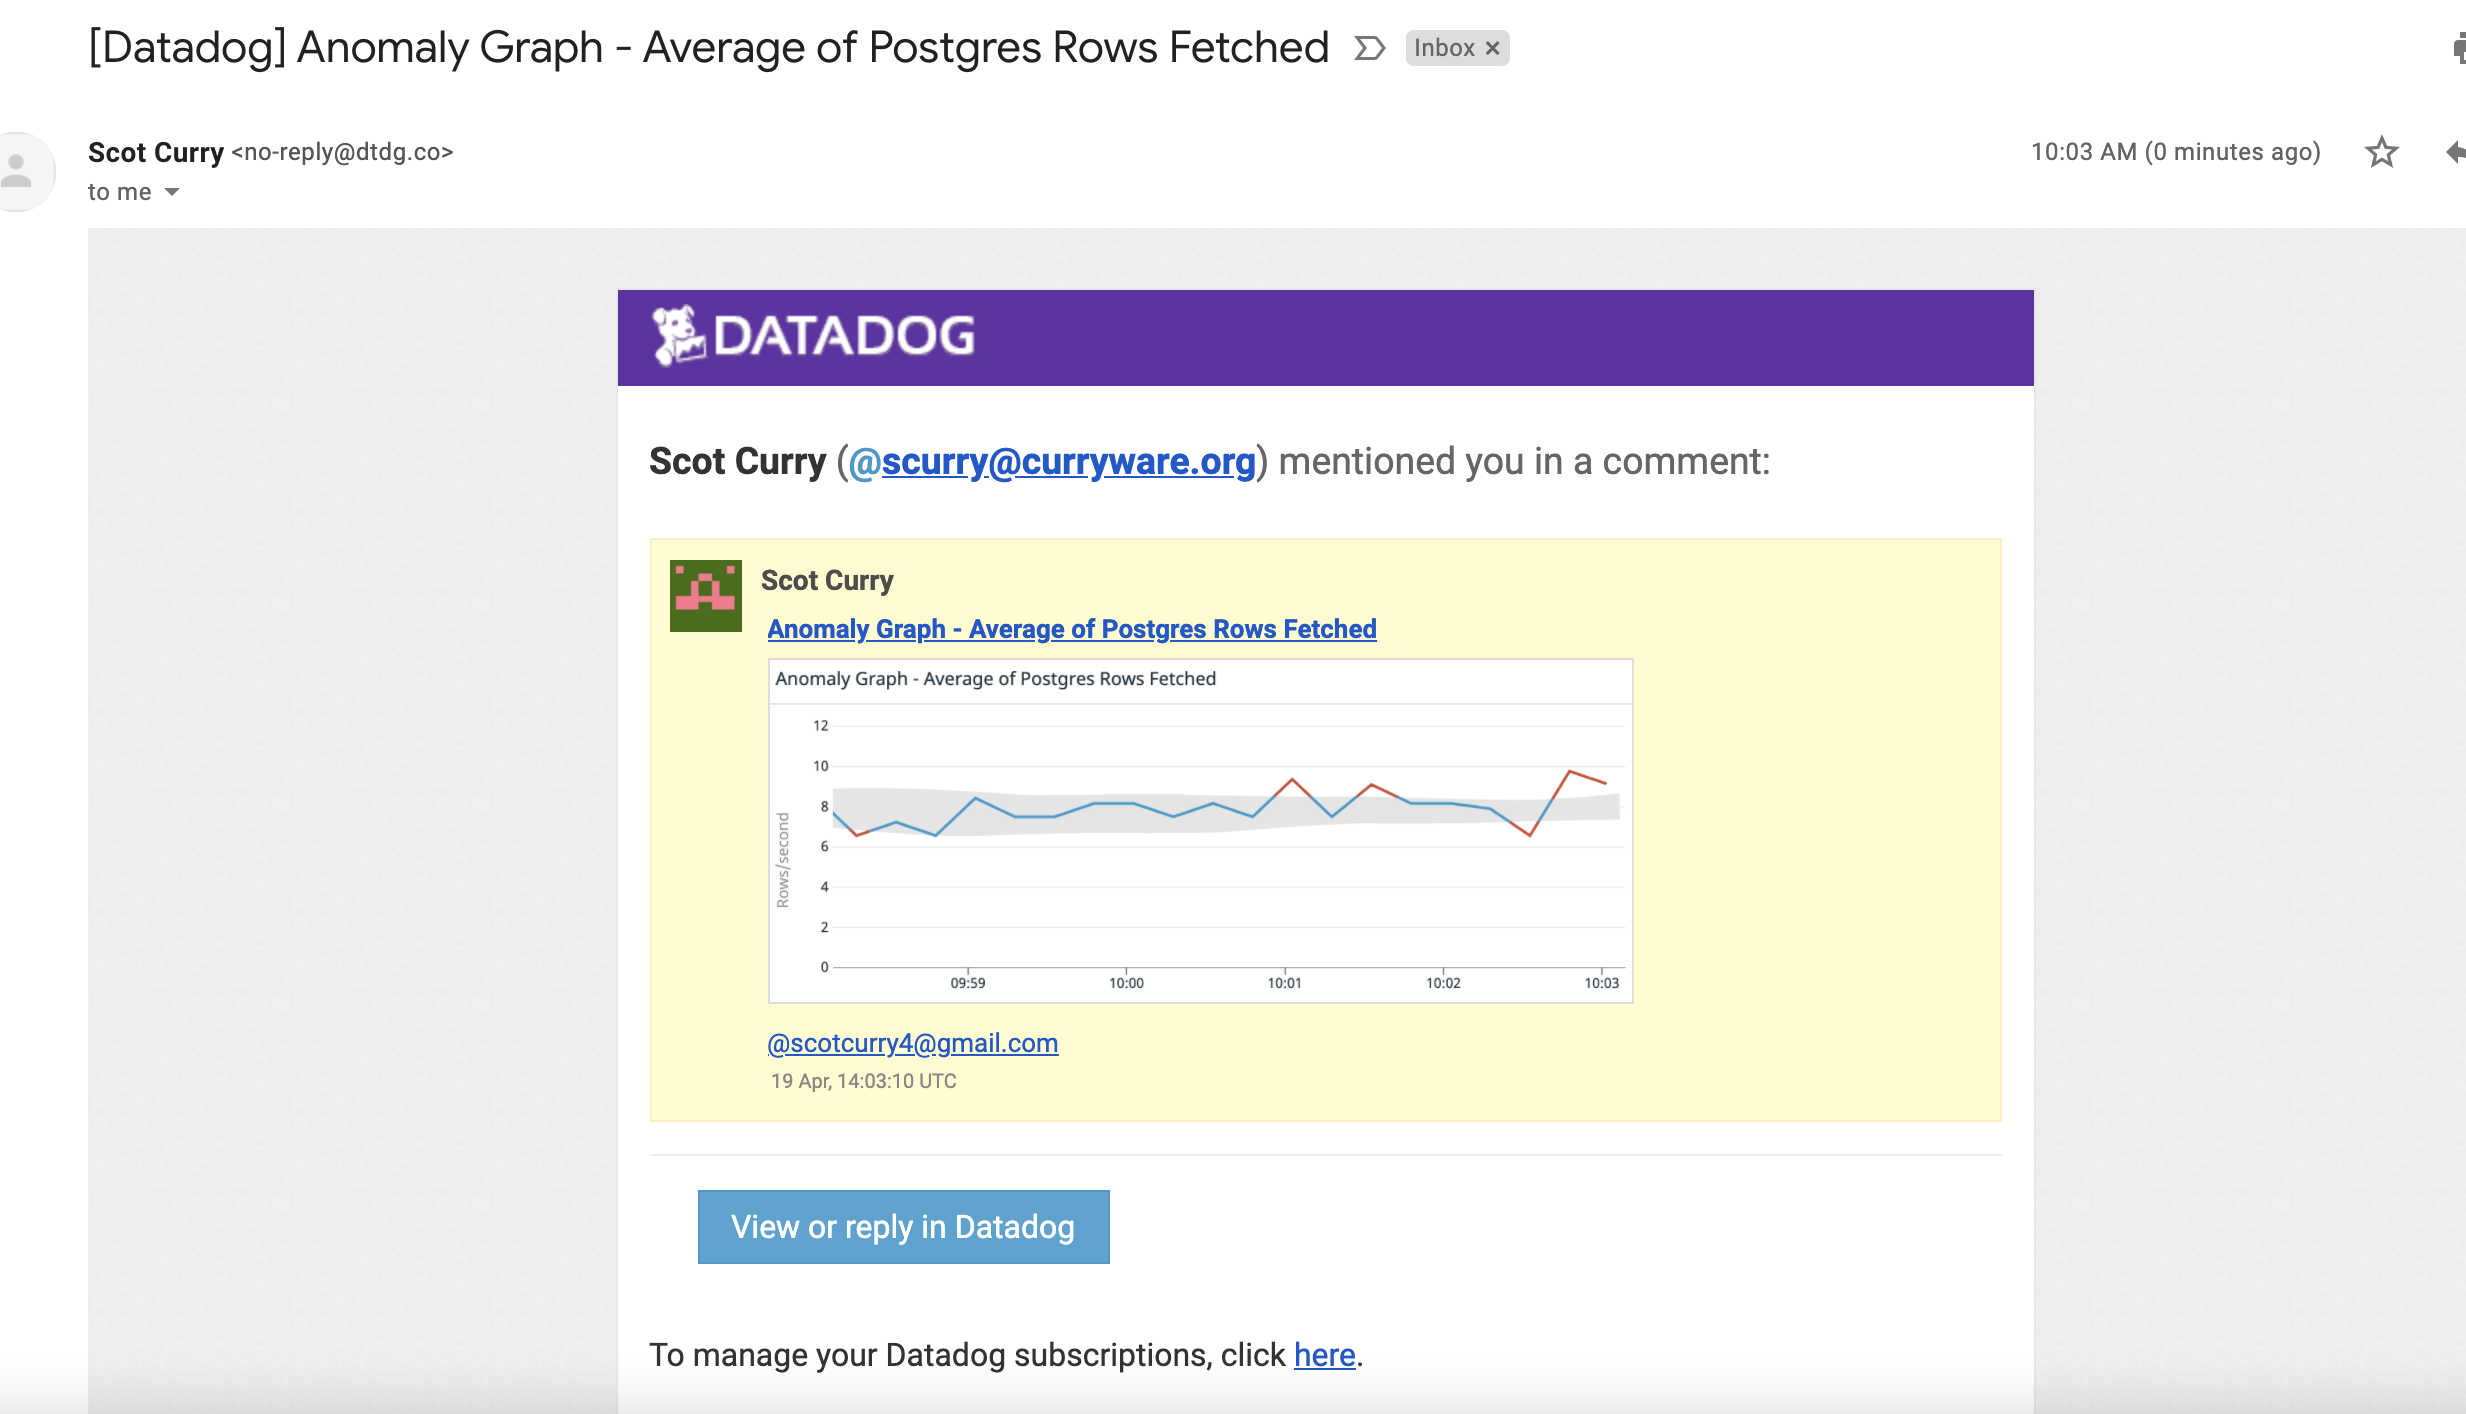 [Datadog] Anomaly Graph - Average of Postgres Rows Fetched Inbox ×
Scot Curry <no-reply@dtdg.co> 10:03 AM (0 minutes ago)
to me
DATADOG
Scot Curry (@scurry@curryware.org) mentioned you in a comment:
Scot Curry
Anomaly Graph - Average of Postgres Rows Fetched
Anomaly Graph - Average of Postgres Rows Fetched
Rows/second
12
10
8
6
4
2
0
09:59 10:00 10:01 10:02 10:03
@scotcurry4@gmail.com
19 Apr, 14:03:10 UTC
View or reply in Datadog
To manage your Datadog subscriptions, click here.